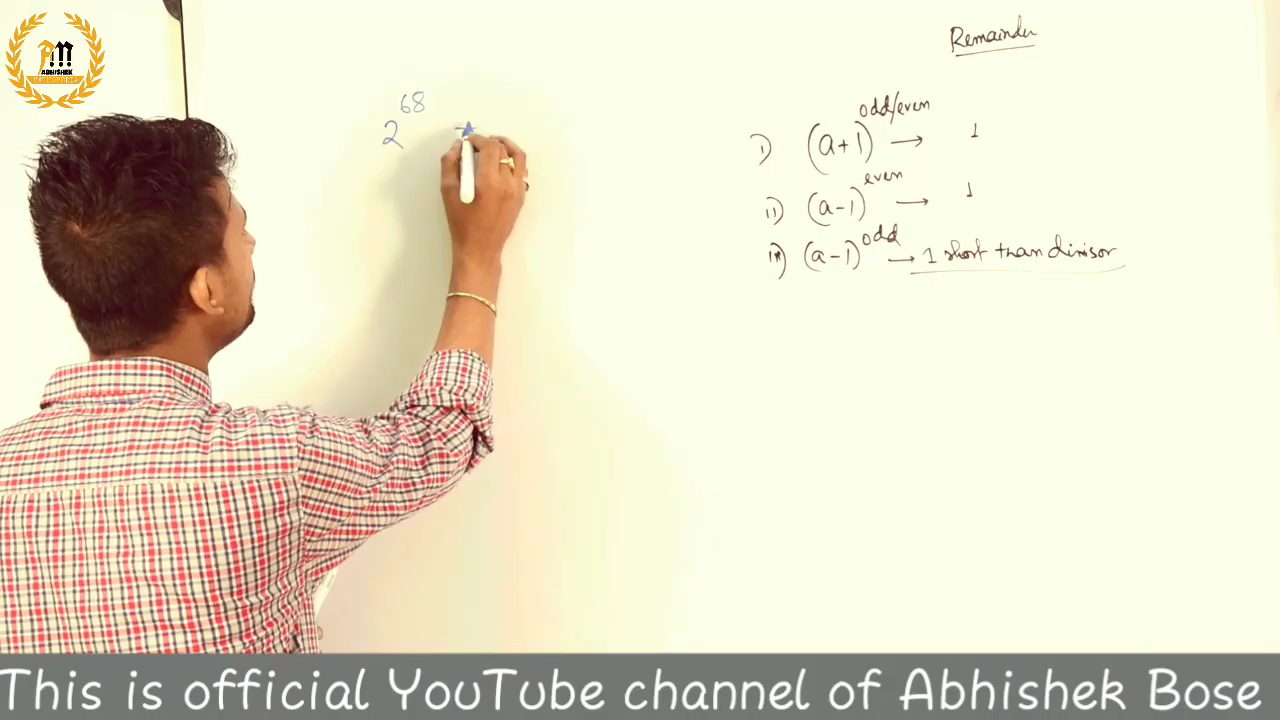 ABHISHEK
2^68
Remainder
i) (a+1)^odd/even → 1
ii) (a-1)^even → 1
iii) (a-1)^odd → 1 short than divisor
This is official YouTube channel of Abhishek Bose